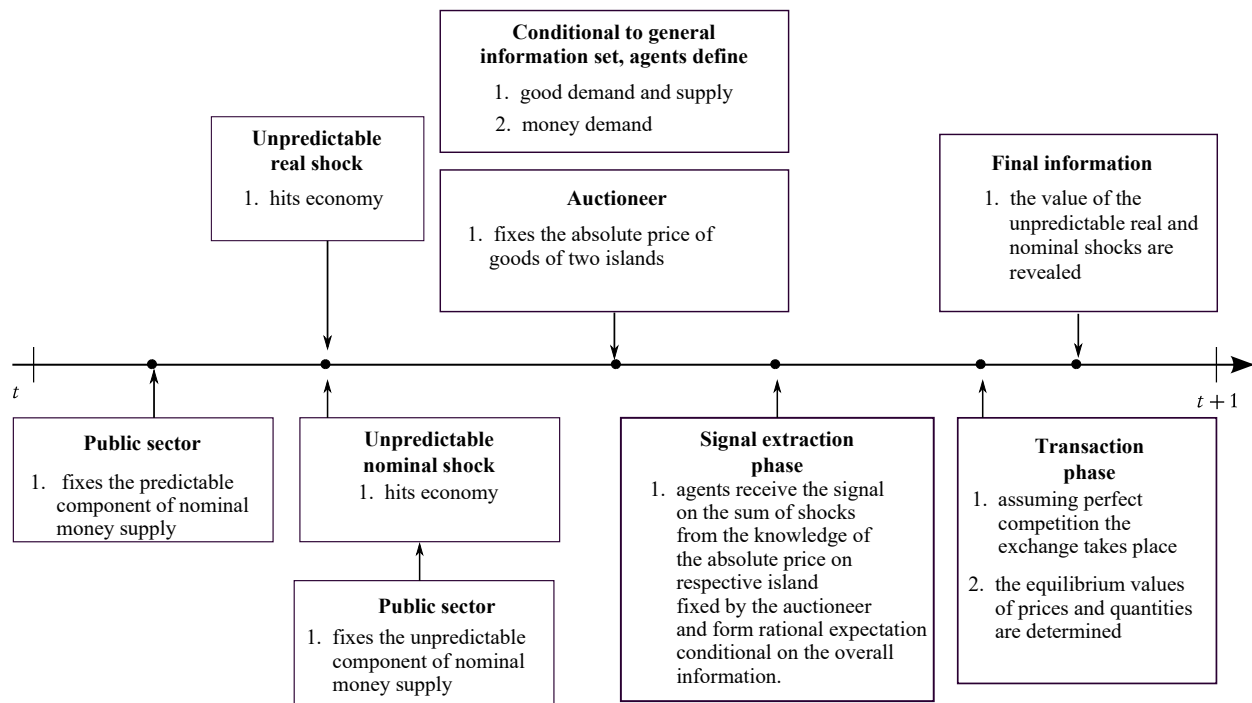 Conditional to general
information set, agents define
1. good demand and supply
2. money demand
Unpredictable
real shock
1. hits economy
Auctioneer
1. fixes the absolute price of
goods of two islands
Final information
1. the value of the
unpredictable real and
nominal shocks are
revealed
t
t + 1
Public sector
1. fixes the predictable
component of nominal
money supply
Unpredictable
nominal shock
1. hits economy
Public sector
1. fixes the unpredictable
component of nominal
money supply
Signal extraction
phase
1. agents receive the signal
on the sum of shocks
from the knowledge of
the absolute price on
respective island
fixed by the auctioneer
and form rational expectation
conditional on the overall
information.
Transaction
phase
1. assuming perfect
competition the
exchange takes place
2. the equilibrium values
of prices and quantities
are determined